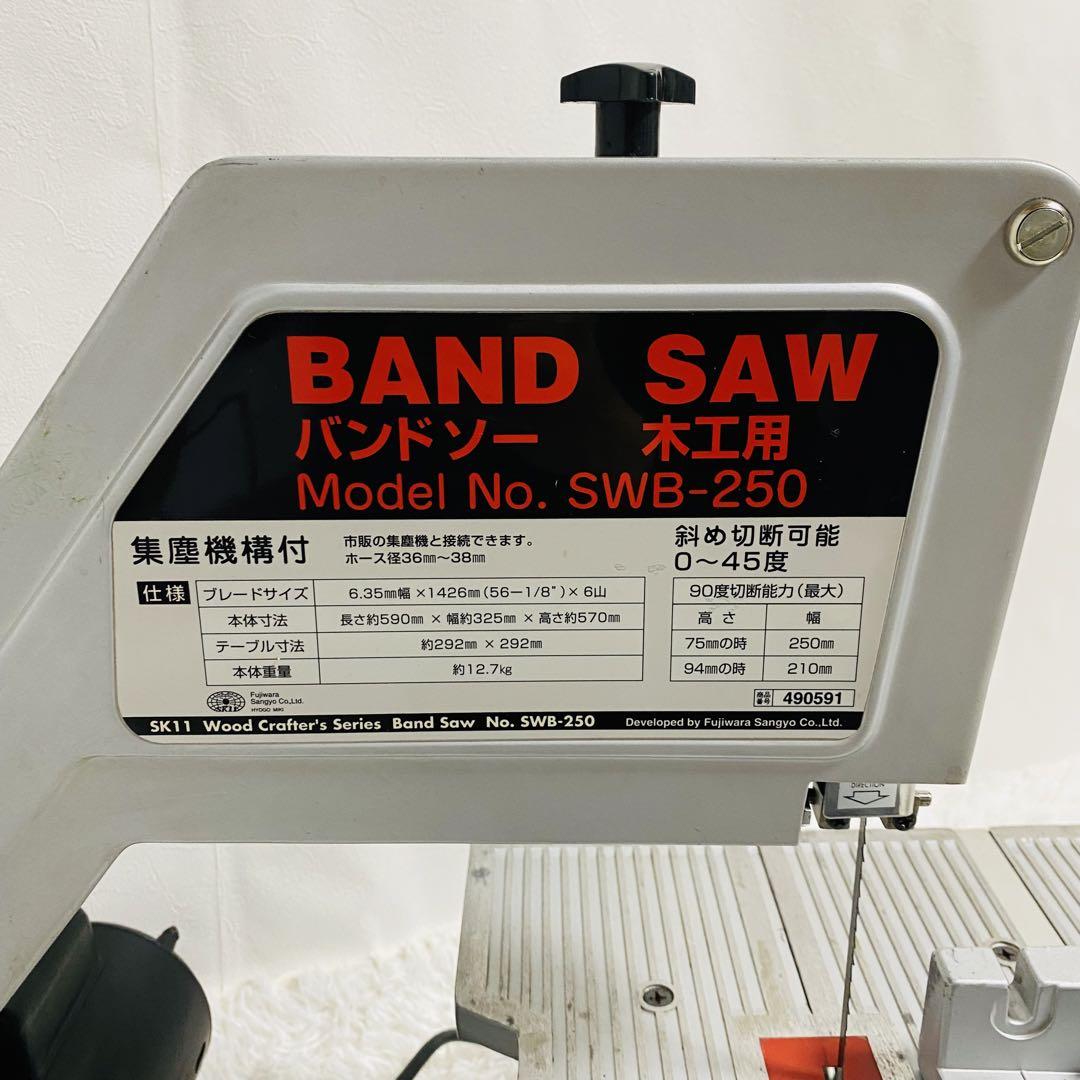 BAND SAW
バンドソー 木工用
Model No. SWB-250
集塵機構付
市販の集塵機と接続できます。
ホース径36㎜〜38㎜
斜め切断可能
0〜45度
仕様
ブレードサイズ 6.35㎜幅×1426㎜(56−1/8")×6山
本体寸法 長さ約590㎜×幅約325㎜×高さ約570㎜
テーブル寸法 約292㎜×292㎜
本体重量 約12.7kg
90度切断能力(最大)
高さ 幅
75㎜の時 250㎜
94㎜の時 210㎜
SK11
Fujiwara
Sangyo Co.,Ltd.
HYOGO MIKI
商品番号 490591
SK11 Wood Crafter's Series Band Saw No. SWB-250
Developed by Fujiwara Sangyo Co.,Ltd.
DIRECTION